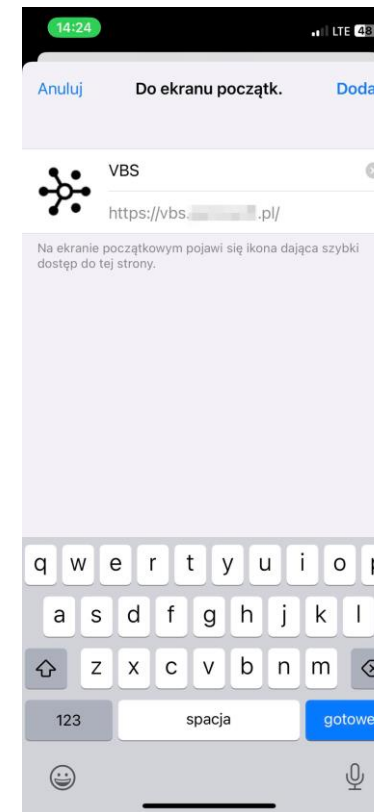 14:24 LTE 48
Anuluj Do ekranu początk. Doda
VBS
https://vbs. .pl/
Na ekranie początkowym pojawi się ikona dająca szybki
dostęp do tej strony.
q w e r t y u i o p
a s d f g h j k l
z x c v b n m
123 spacja gotowe